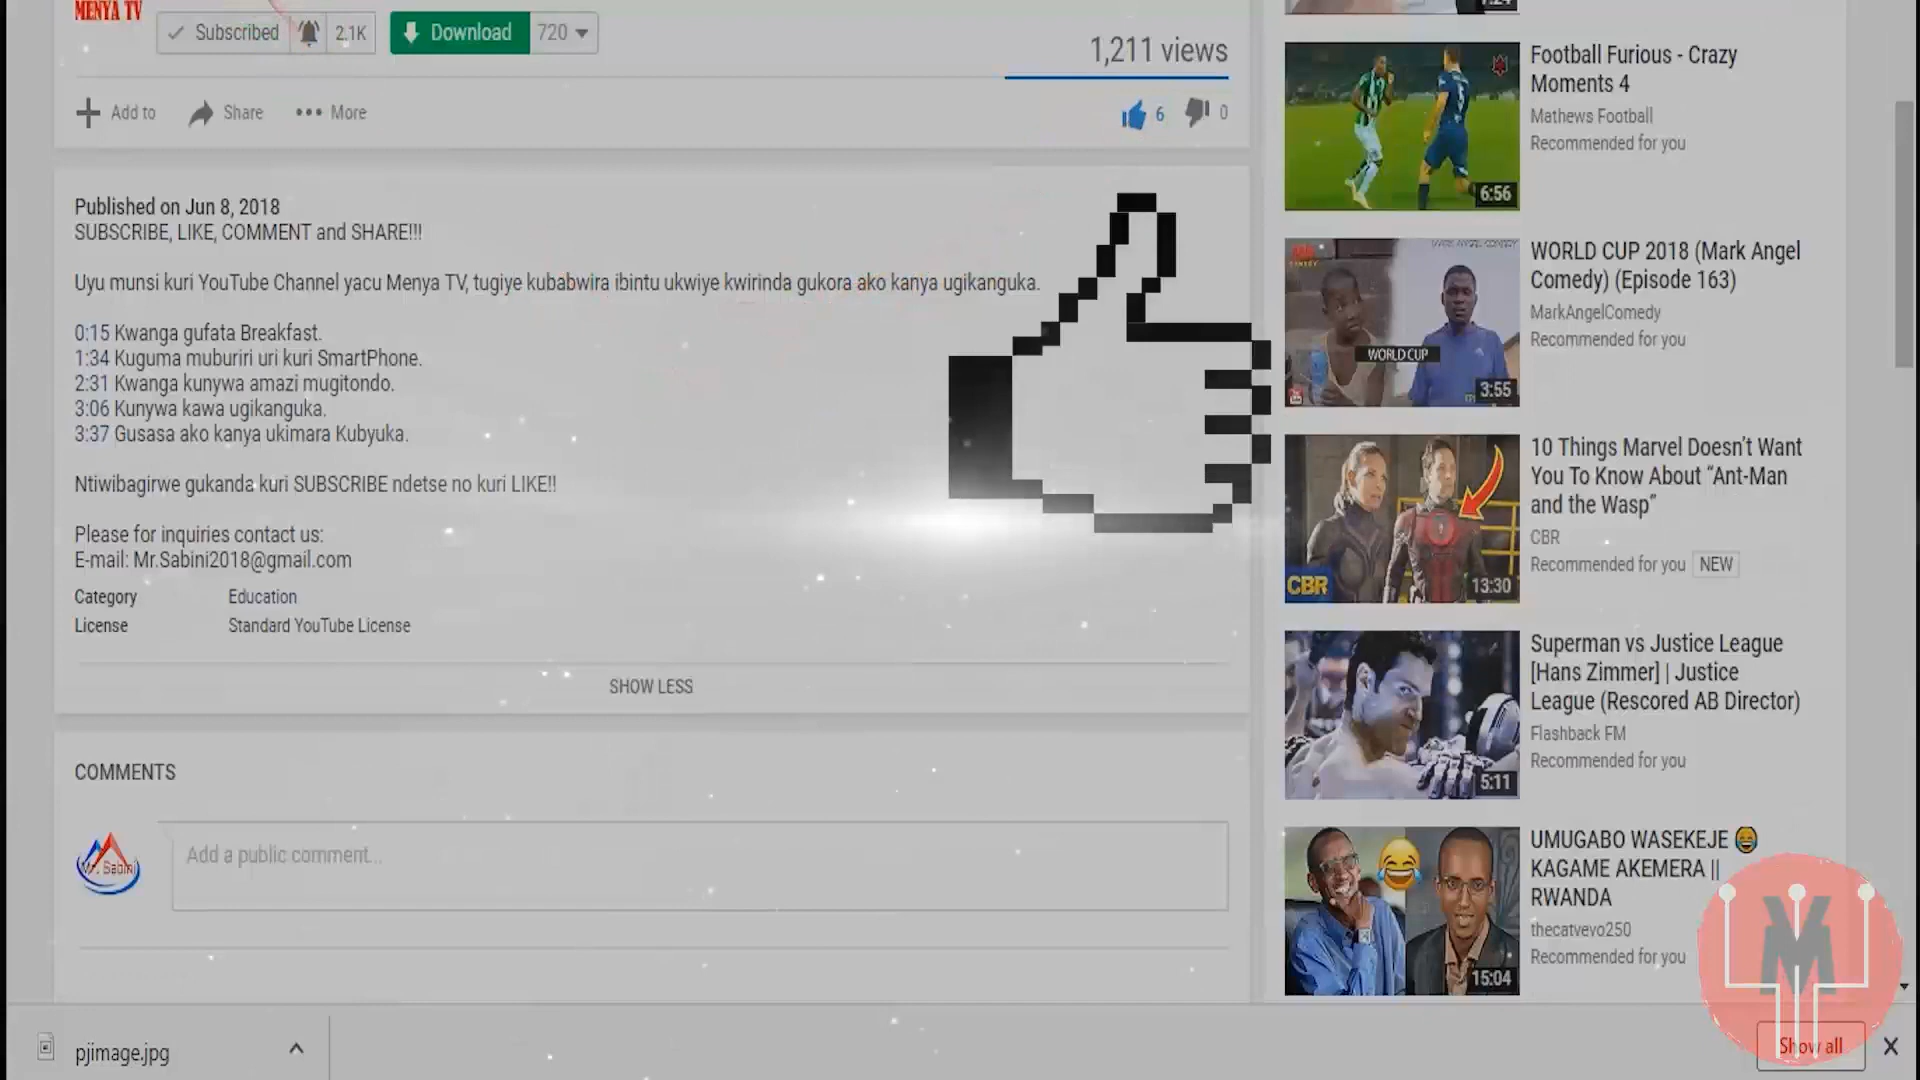 MENYA TV
Subscribed 2.1K Download 720
1,211 views
Add to Share More 6 0
Published on Jun 8, 2018
SUBSCRIBE, LIKE, COMMENT and SHARE!!!
Uyu munsi kuri YouTube Channel yacu Menya TV, tugiye kubabwira ibintu ukwiye kwirinda gukora ako kanya ugikanguka.
0:15 Kwanga gufata Breakfast.
1:34 Kuguma muburiri uri kuri SmartPhone.
2:31 Kwanga kunywa amazi mugitondo.
3:06 Kunywa kawa ugikanguka.
3:37 Gusasa ako kanya ukimara Kubyuka.
Ntiwibagirwe gukanda kuri SUBSCRIBE ndetse no kuri LIKE!!
Please for inquiries contact us:
E-mail: Mr.Sabini2018@gmail.com
Category Education
License Standard YouTube License
SHOW LESS
COMMENTS
Mr. Sabini
Add a public comment...
7:24
Football Furious - Crazy
Moments 4
Mathews Football
Recommended for you
6:56
WORLD CUP 2018 (Mark Angel
Comedy) (Episode 163)
MarkAngelComedy
Recommended for you
WORLD CUP
3:55
10 Things Marvel Doesn't Want
You To Know About “Ant-Man
and the Wasp”
CBR
Recommended for you NEW
CBR
13:30
Superman vs Justice League
[Hans Zimmer] | Justice
League (Rescored AB Director)
Flashback FM
Recommended for you
5:11
UMUGABO WASEKEJE 😂
KAGAME AKEMERA ||
RWANDA
thecatvevo250
Recommended for you
15:04
M
pjimage.jpg
Show all